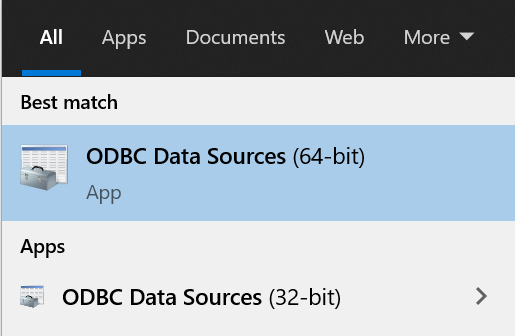 All Apps Documents Web More
Best match
ODBC Data Sources (64-bit)
App
Apps
ODBC Data Sources (32-bit)